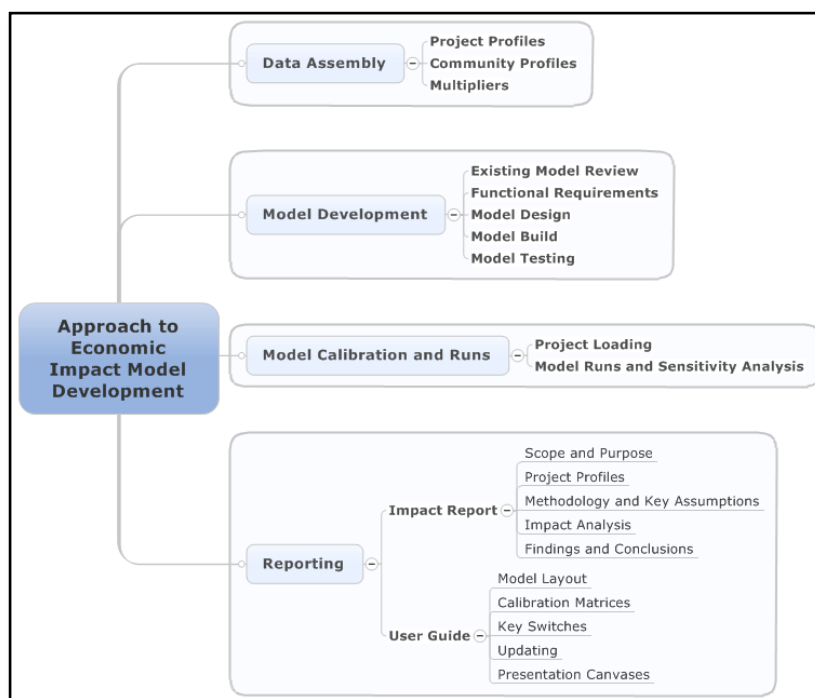 Data Assembly
Project Profiles
Community Profiles
Multipliers
Model Development
Existing Model Review
Functional Requirements
Model Design
Model Build
Model Testing
Approach to
Economic
Impact Model
Development
Model Calibration and Runs
Project Loading
Model Runs and Sensitivity Analysis
Reporting
Impact Report
Scope and Purpose
Project Profiles
Methodology and Key Assumptions
Impact Analysis
Findings and Conclusions
User Guide
Model Layout
Calibration Matrices
Key Switches
Updating
Presentation Canvases